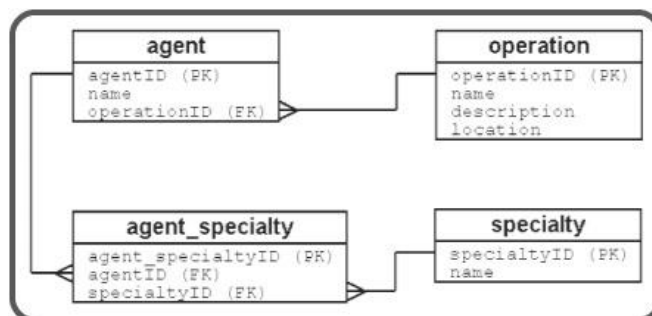 agent
agentID (PK)
name
operationID (FK)
operation
operationID (PK)
name
description
location
agent_specialty
agent_specialtyID (PK)
agentID (FK)
specialtyID (FK)
specialty
specialtyID (PK)
name